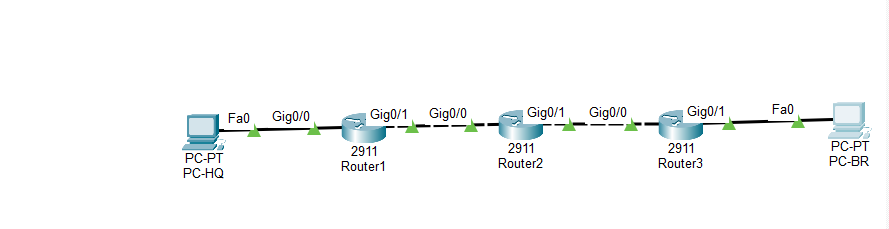 Fa0
Gig0/0
Gig0/1
Gig0/0
Gig0/1
Gig0/0
Gig0/1
Fa0
PC-PT
PC-HQ
2911
Router1
2911
Router2
2911
Router3
PC-PT
PC-BR